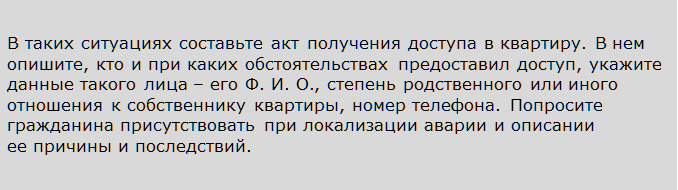 В таких ситуациях составьте акт получения доступа в квартиру. В нем
опишите, кто и при каких обстоятельствах предоставил доступ, укажите
данные такого лица – его Ф. И. О., степень родственного или иного
отношения к собственнику квартиры, номер телефона. Попросите
гражданина присутствовать при локализации аварии и описании
ее причины и последствий.